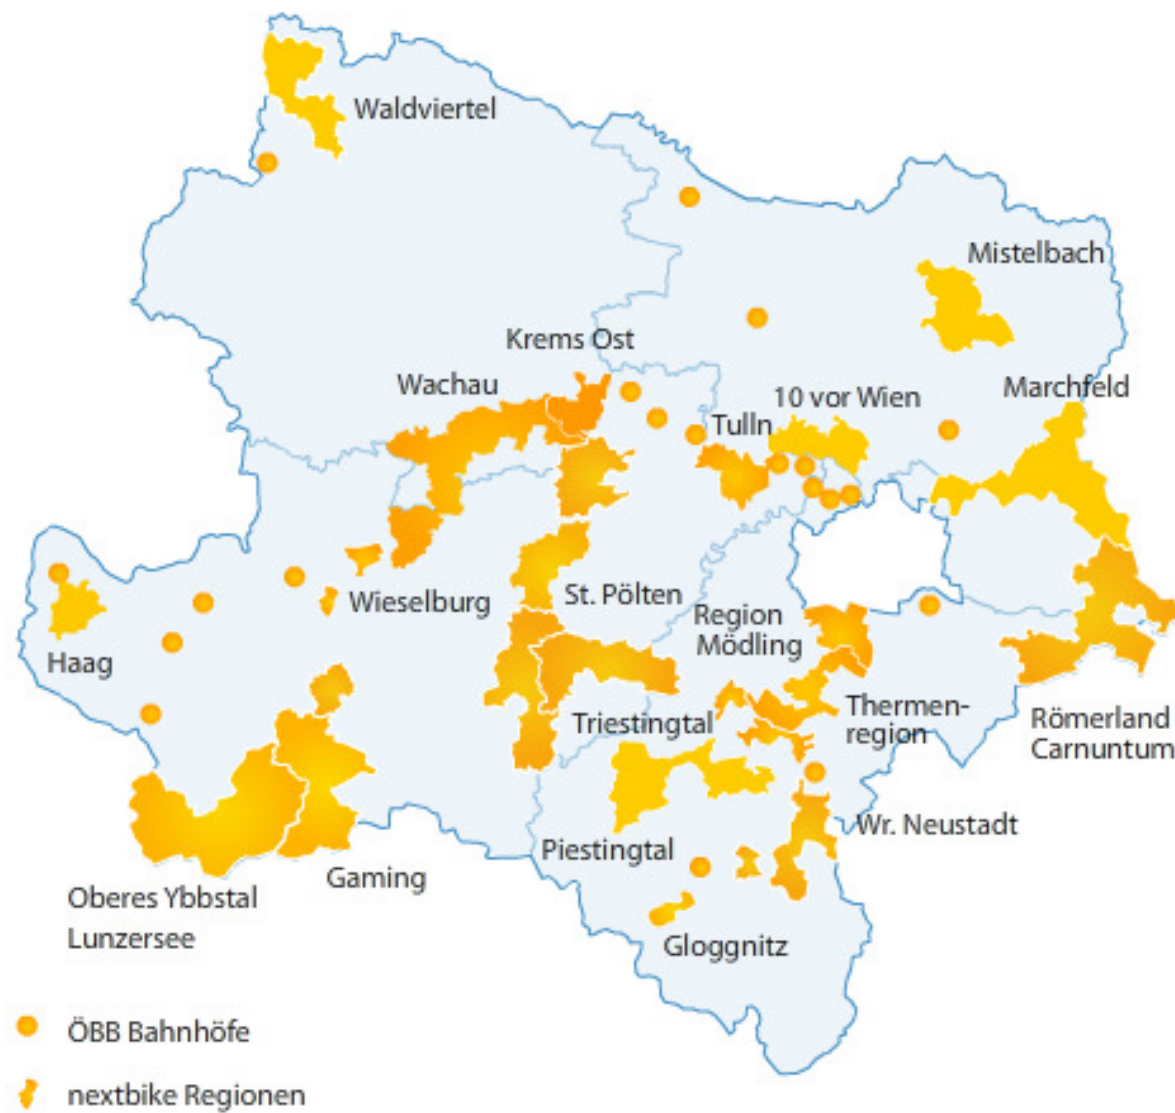 Waldviertel
Mistelbach
Krems Ost
Wachau
Marchfeld
10 vor Wien
Tulln
Wieselburg
St. Pölten
Region
Mödling
Haag
Triestingtal
Thermen-
region
Römerland
Carnuntum
Wr. Neustadt
Piestingtal
Gaming
Oberes Ybbstal
Lunzersee
Gloggnitz
ÖBB Bahnhöfe
nextbike Regionen